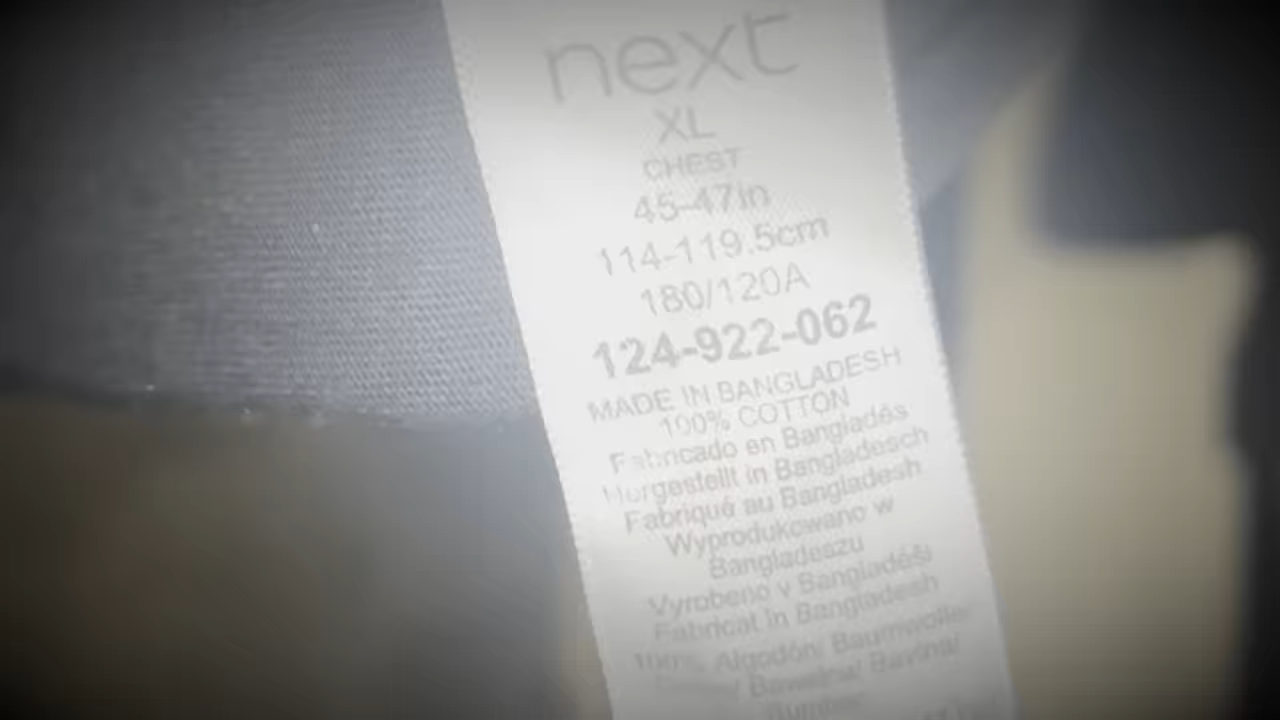 next
XL
CHEST
45-47in
114-119.5cm
180/120A
124-922-062
MADE IN BANGLADESH
100% COTTON
Fabricado en Bangladés
Hergestellt in Bangladesch
Fabriqué au Bangladesh
Wyprodukowano w
Bangladeszu
Vyrobeno v Bangladéši
Fabricat in Bangladesh
100% Algodón/ Baumwolle/
Bawełna/ Bavlna/
Bumbac